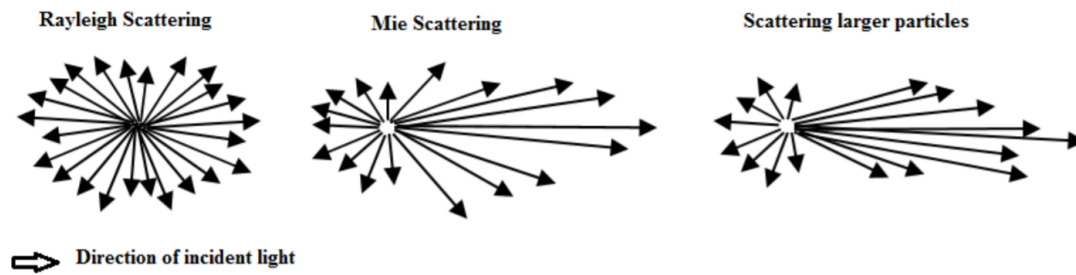 Rayleigh Scattering
Mie Scattering
Scattering larger particles
Direction of incident light